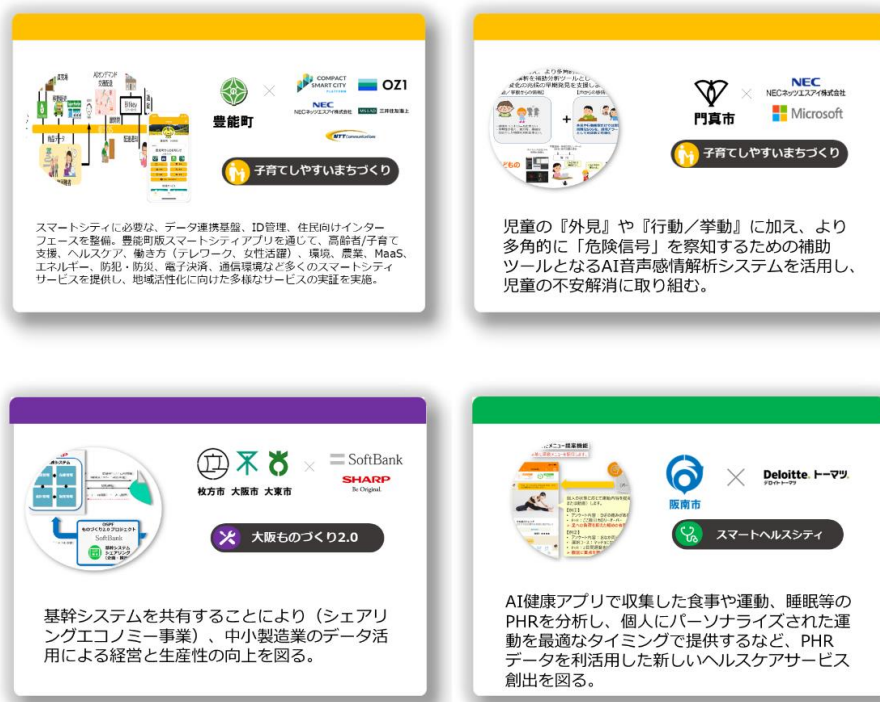 豊能町
×
COMPACT
SMART CITY
PLATFORM
OZ1
NEC
NECネッツエスアイ株式会社
三井住友海上
NTT Communications
子育てしやすいまちづくり
スマートシティに必要な、データ連携基盤、ID管理、住民向けインター
フェースを整備。豊能町版スマートシティアプリを通じて、高齢者/子育て
支援、ヘルスケア、働き方（テレワーク、女性活躍）、環境、農業、MaaS、
エネルギー、防犯・防災、電子決済、通信環境など多くのスマートシティ
サービスを提供し、地域活性化に向けた多様なサービスの実証を実施。
+
門真市
×
NEC
NECネッツエスアイ株式会社
Microsoft
子育てしやすいまちづくり
児童の『外見』や『行動／挙動』に加え、より
多角的に「危険信号」を察知するための補助
ツールとなるAI音声感情解析システムを活用し、
児童の不安解消に取り組む。
ものづくり2.0プロジェクト
SoftBank
枚方市 大阪市 大東市
×
SoftBank
SHARP
Be Original.
大阪ものづくり2.0
基幹システムを共有することにより（シェアリ
ングエコノミー事業）、中小製造業のデータ活
用による経営と生産性の向上を図る。
阪南市
×
Deloitte. トーマツ.
デロイトトーマツ
スマートヘルスシティ
AI健康アプリで収集した食事や運動、睡眠等の
PHRを分析し、個人にパーソナライズされた運
動を最適なタイミングで提供するなど、PHR
データを利活用した新しいヘルスケアサービス
創出を図る。